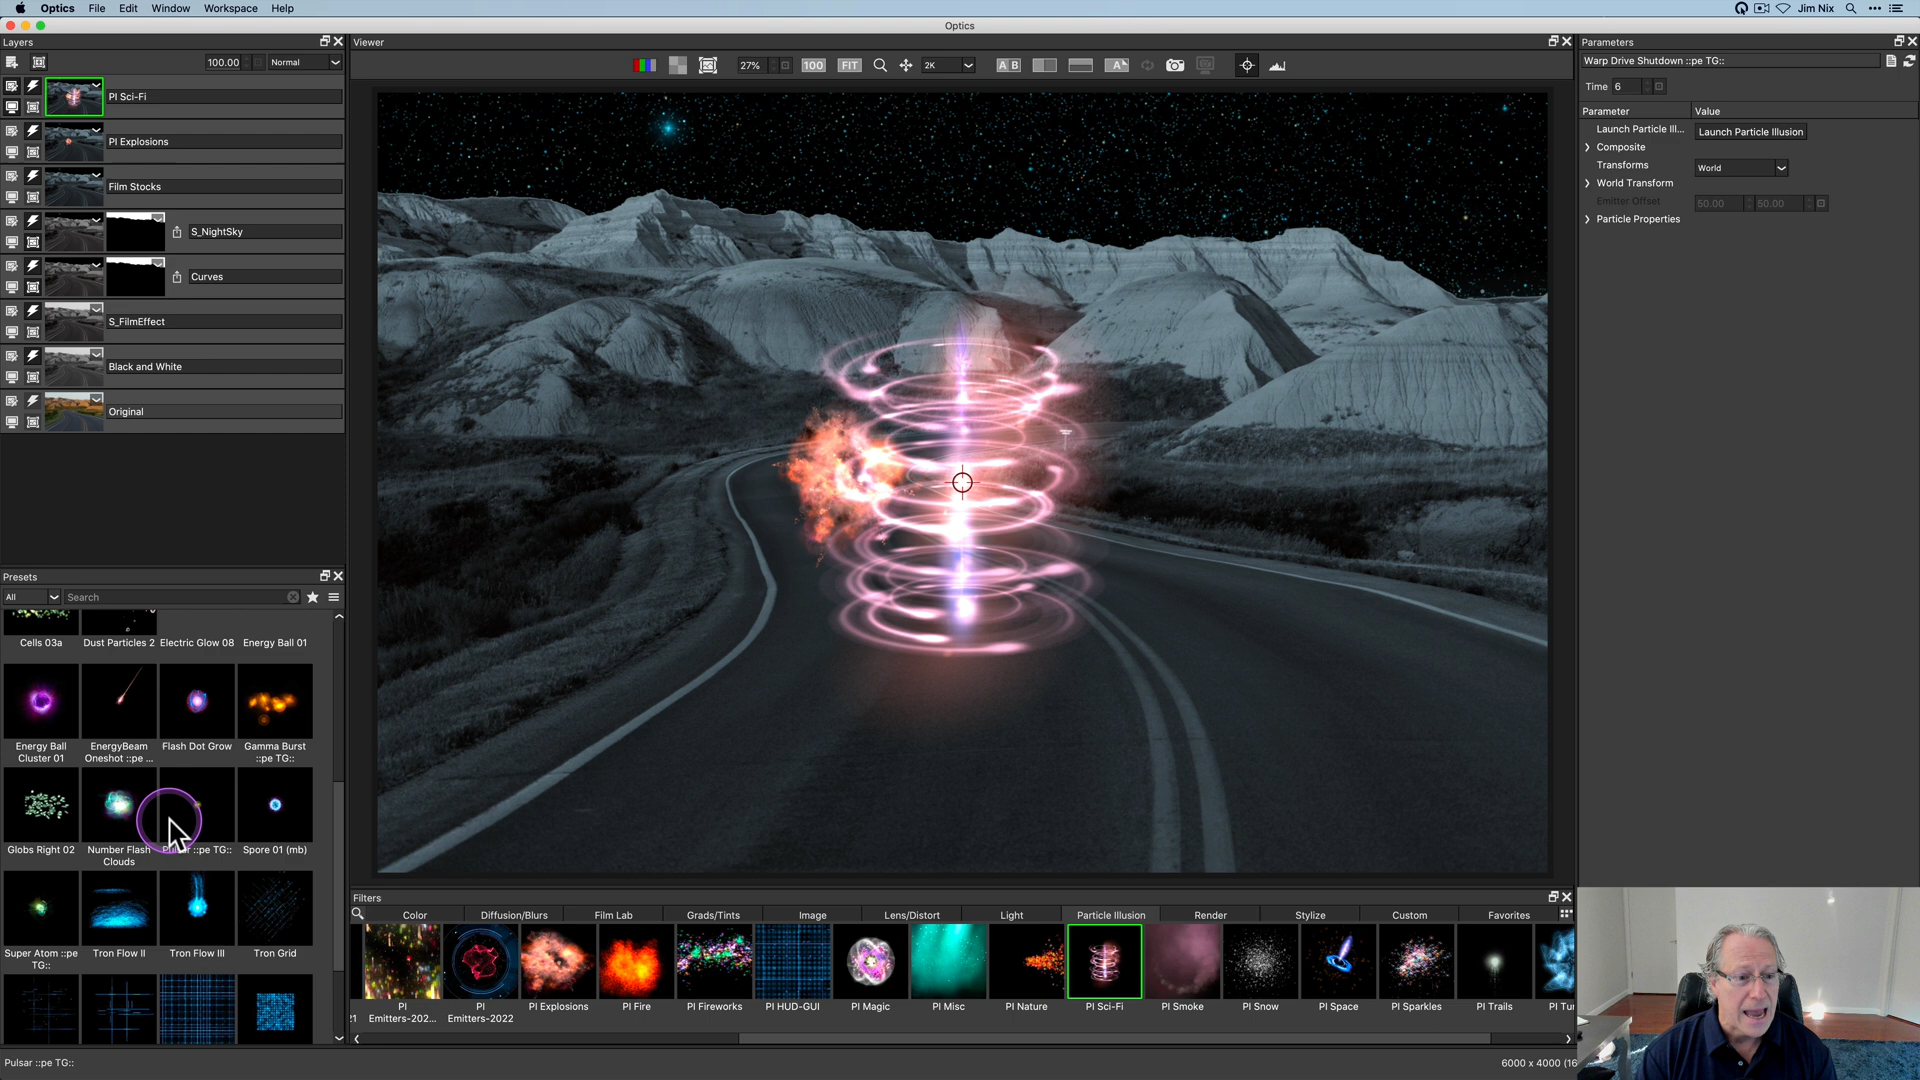 Optics File Edit Window Workspace Help Jim Nix
Optics
Layers
100.00 Normal
PI Sci-Fi
PI Explosions
Film Stocks
S_NightSky
Curves
S_FilmEffect
Black and White
Original
Viewer
27% 100 FIT 2K A B A
Parameters
Warp Drive Shutdown ::pe TG::
Time 6
Parameter Value
Launch Particle Ill... Launch Particle Illusion
Composite
Transforms World
World Transform
Emitter Offset 50.00 50.00
Particle Properties
Presets
All Search
Cells 03a Dust Particles 2 Electric Glow 08 Energy Ball 01
Energy Ball Cluster 01
EnergyBeam Oneshot ::pe ...
Flash Dot Grow
Gamma Burst ::pe TG::
Globs Right 02
Number Flash Clouds
Pulsar ::pe TG::
Spore 01 (mb)
Super Atom ::pe TG::
Tron Flow II
Tron Flow III
Tron Grid
Pulsar ::pe TG::
Filters
Color Diffusion/Blurs Film Lab Grads/Tints Image Lens/Distort Light Particle Illusion Render Stylize Custom Favorites
21
PI Emitters-202...
PI Emitters-2022
PI Explosions
PI Fire
PI Fireworks
PI HUD-GUI
PI Magic
PI Misc
PI Nature
PI Sci-Fi
PI Smoke
PI Snow
PI Space
PI Sparkles
PI Trails
PI Tur
6000 x 4000 (16